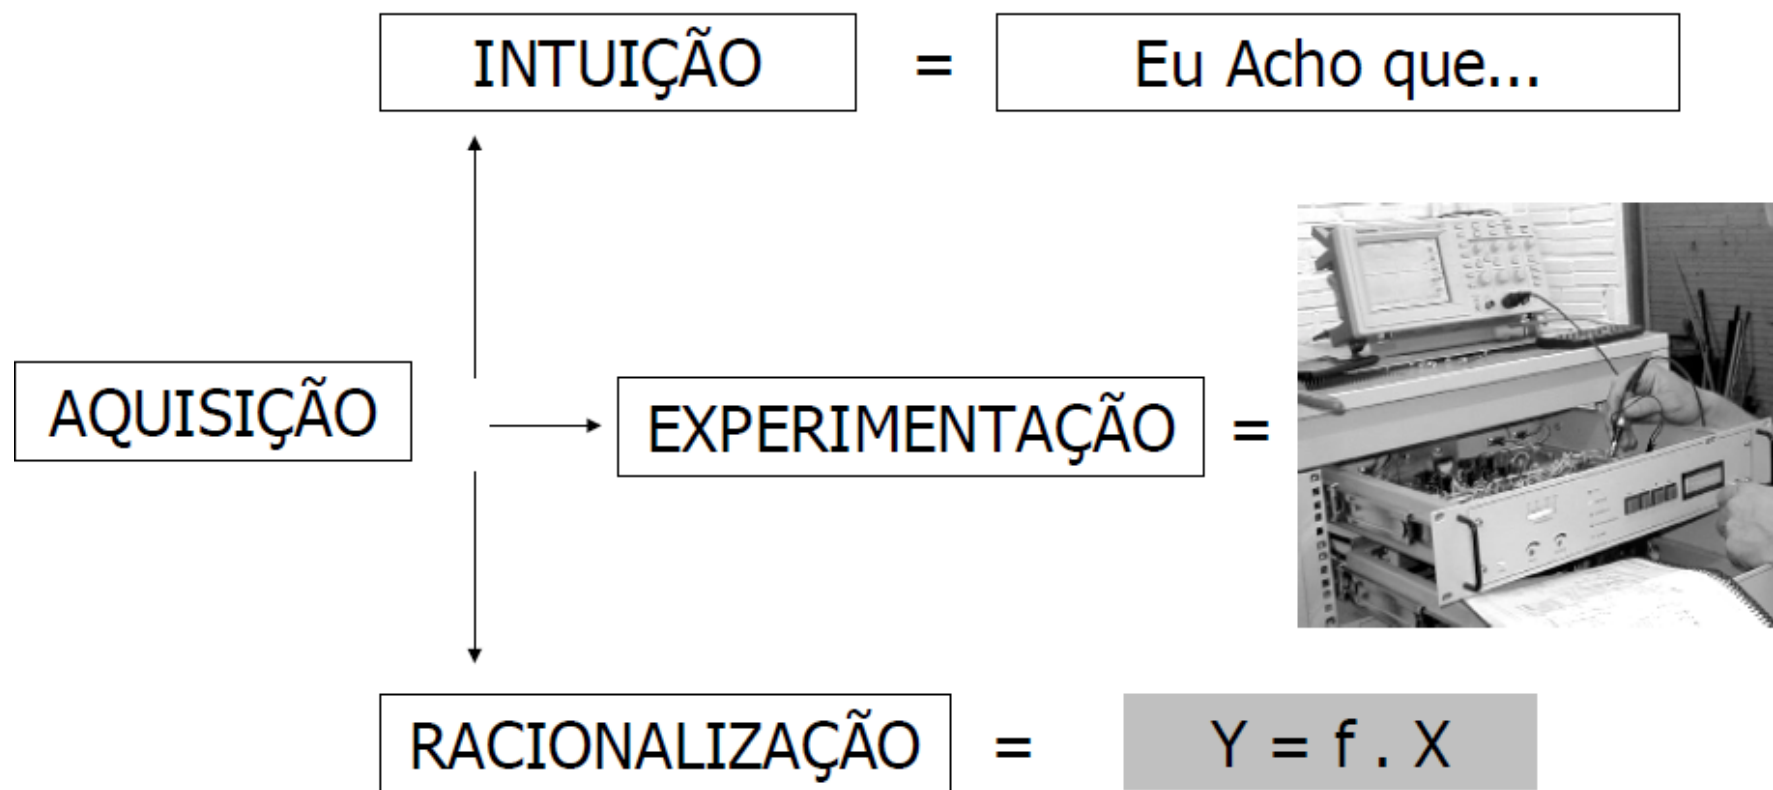 INTUIÇÃO = Eu Acho que...
AQUISIÇÃO EXPERIMENTAÇÃO =
RACIONALIZAÇÃO = Y = f . X